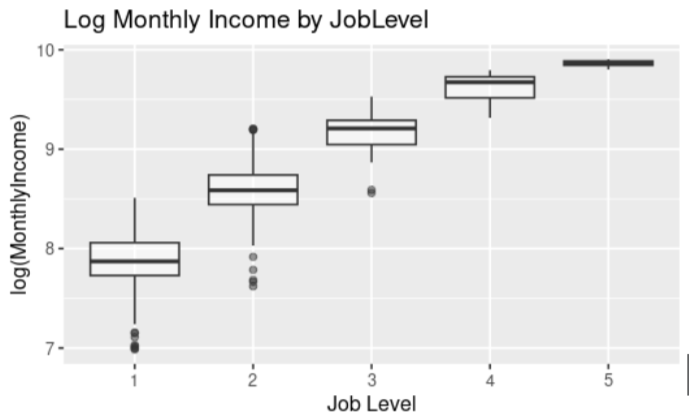 Log Monthly Income by JobLevel
10
9
8
7
log(MonthlyIncome)
1 2 3 4 5
Job Level